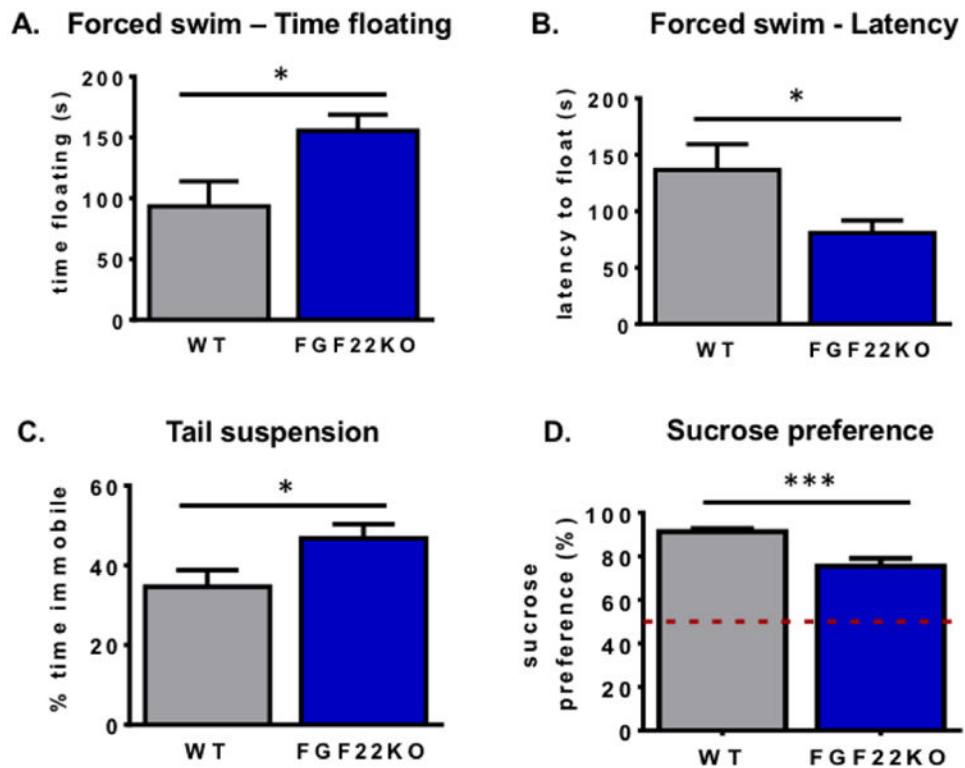 A. Forced swim – Time floating
*
time floating (s)
200
150
100
50
0
WT
FGF22KO
B. Forced swim - Latency
*
latency to float (s)
200
150
100
50
0
WT
FGF22KO
C. Tail suspension
*
% time immobile
60
40
20
0
WT
FGF22KO
D. Sucrose preference
***
sucrose
preference (%)
100
80
60
40
20
0
WT
FGF22KO